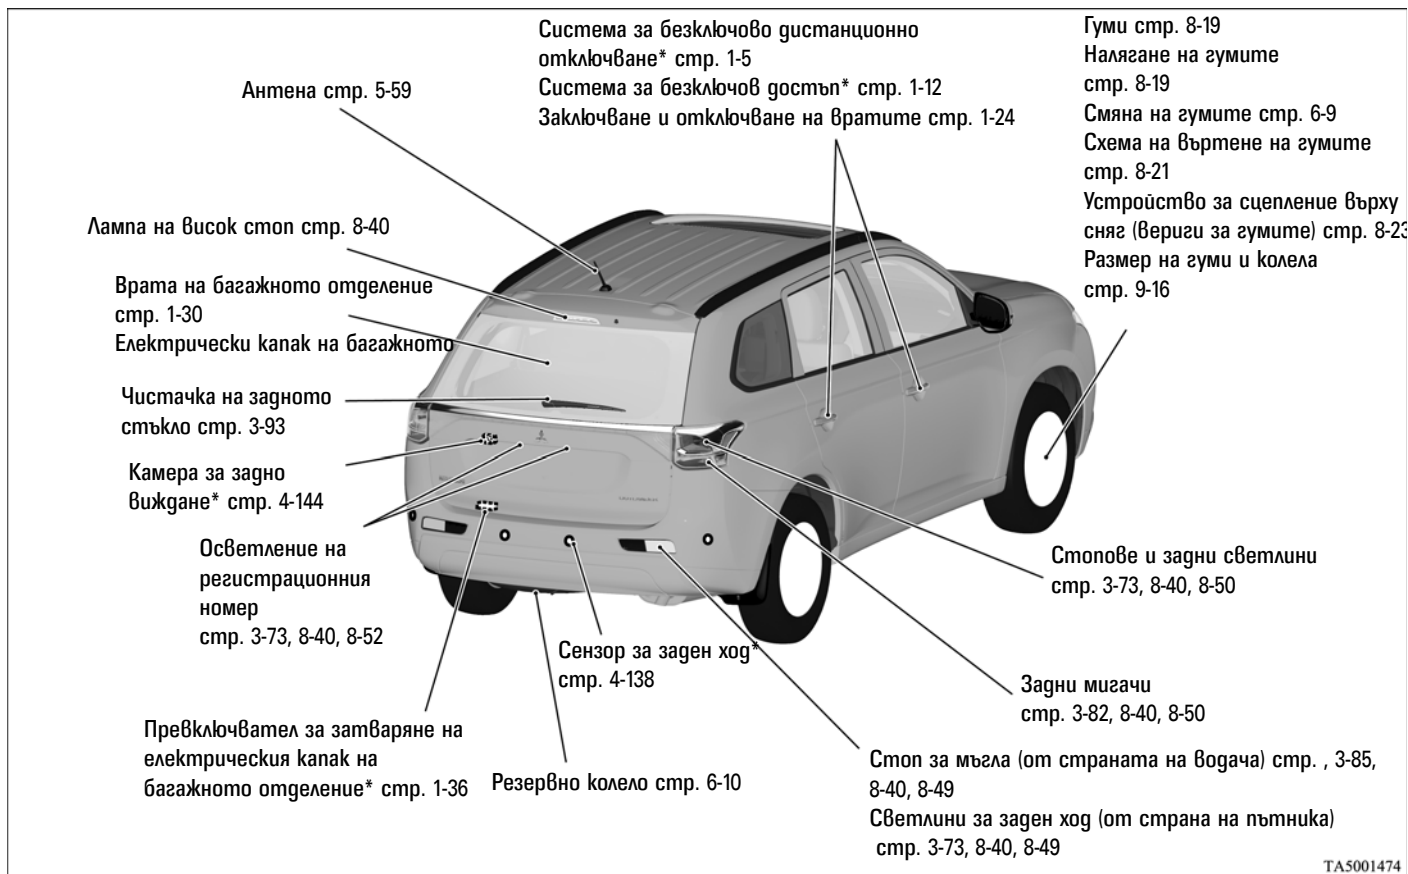 Система за безключово дистанционно
отключване* стр. 1-5
Система за безключов достъп* стр. 1-12
Заключване и отключване на вратите стр. 1-24
Гуми стр. 8-19
Налягане на гумите
стр. 8-19
Смяна на гумите стр. 6-9
Схема на въртене на гумите
стр. 8-21
Устройство за сцепление върху
сняг (вериги за гумите) стр. 8-23
Размер на гуми и колела
стр. 9-16
Антена стр. 5-59
Лампа на висок стоп стр. 8-40
Врата на багажното отделение
стр. 1-30
Електрически капак на багажното
Чистачка на задното
стъкло стр. 3-93
Камера за задно
виждане* стр. 4-144
Осветление на
регистрационния
номер
стр. 3-73, 8-40, 8-52
Превключвател за затваряне на
електрическия капак на
багажното отделение* стр. 1-36
Резервно колело стр. 6-10
Сензор за заден ход*
стр. 4-138
Стопове и задни светлини
стр. 3-73, 8-40, 8-50
Задни мигачи
стр. 3-82, 8-40, 8-50
Стоп за мъгла (от страната на водача) стр. , 3-85,
8-40, 8-49
Светлини за заден ход (от страна на пътника)
стр. 3-73, 8-40, 8-49
TA5001474